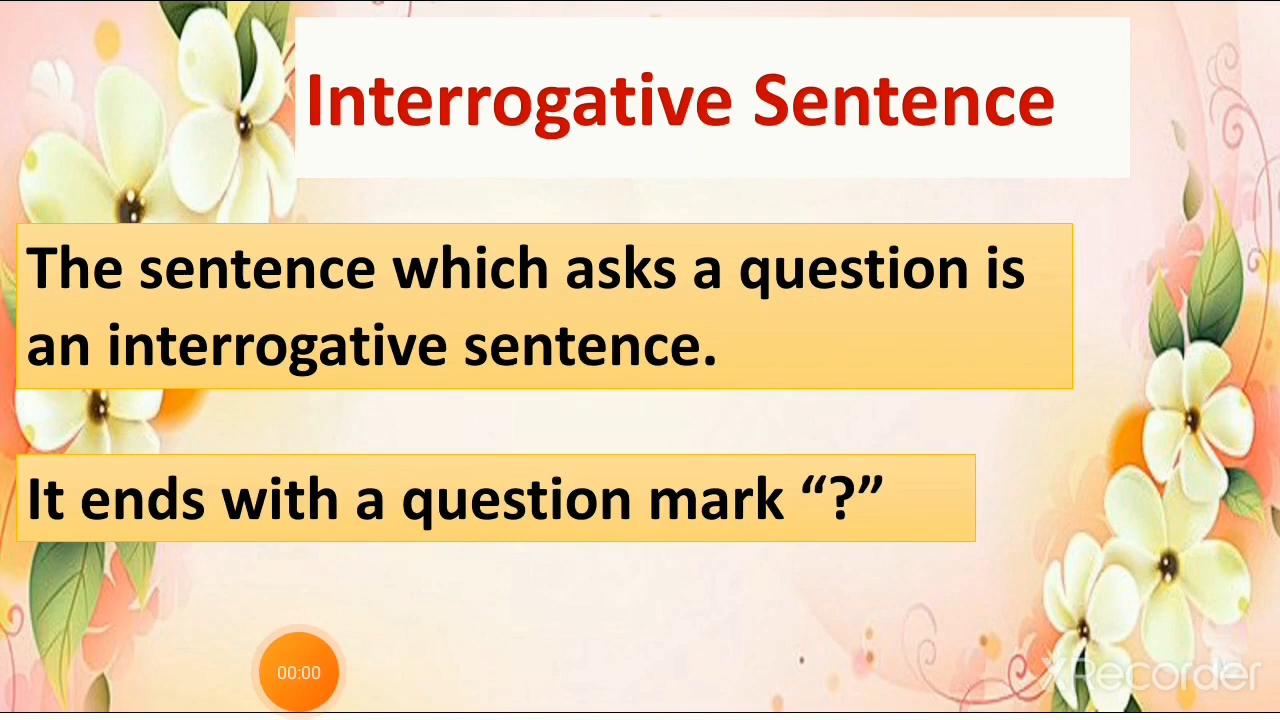 Interrogative Sentence
The sentence which asks a question is
an interrogative sentence.
It ends with a question mark “?”
00:00
XRecorder